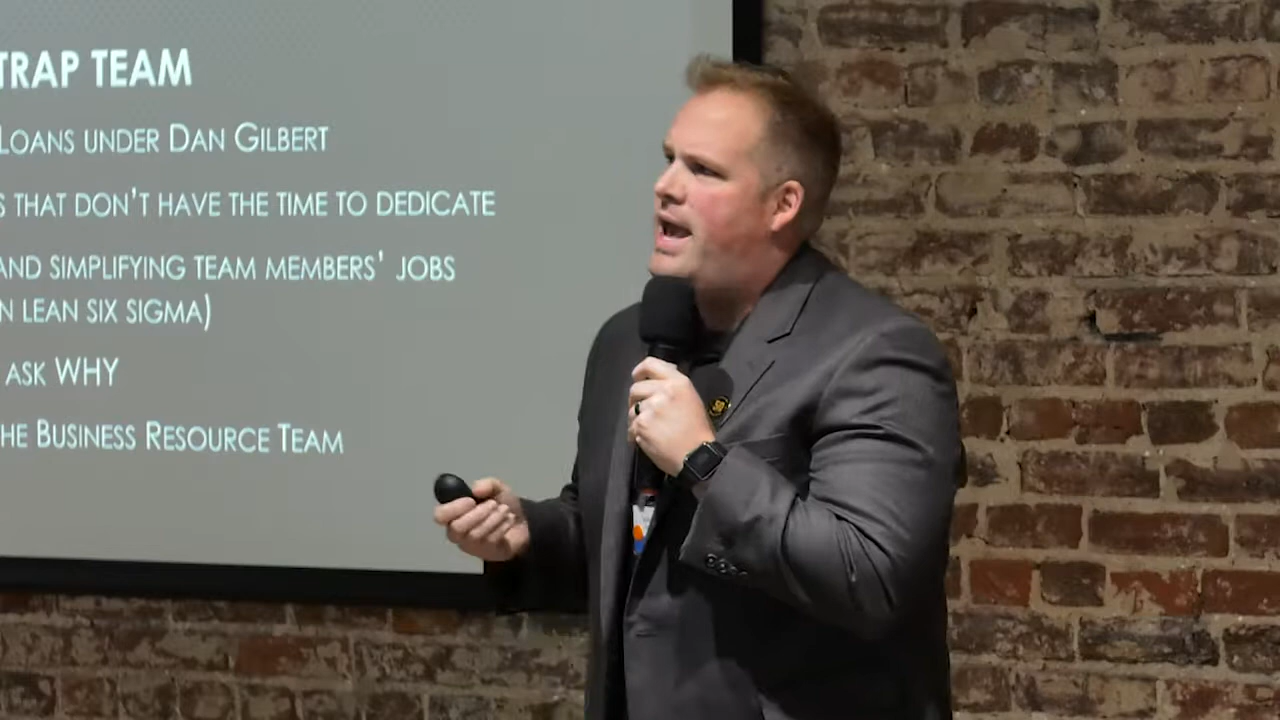 TRAP TEAM
LOANS UNDER DAN GILBERT
S THAT DON'T HAVE THE TIME TO DEDICATE
AND SIMPLIFYING TEAM MEMBERS' JOBS
N LEAN SIX SIGMA)
ASK WHY
HE BUSINESS RESOURCE TEAM